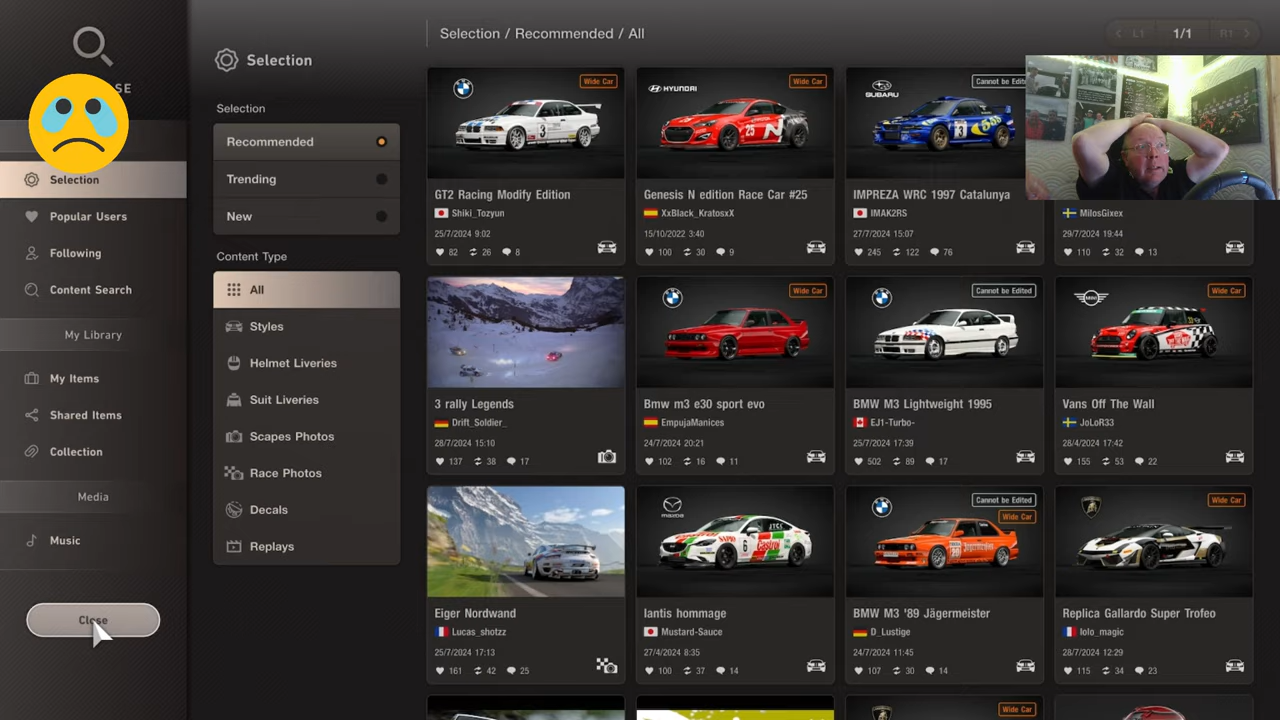 Selection / Recommended / All
L1
1/1
R1
SE
Selection
Popular Users
Following
Content Search
My Library
My Items
Shared Items
Collection
Media
Music
Close
Selection
Selection
Recommended
Trending
New
Content Type
All
Styles
Helmet Liveries
Suit Liveries
Scapes Photos
Race Photos
Decals
Replays
Wide Car
GT2 Racing Modify Edition
Shiki_Tozyun
25/7/2024 9:02
82 26 8
HYUNDAI
Wide Car
Genesis N edition Race Car #25
XxBlack_KratosxX
15/10/2022 3:40
100 30 9
SUBARU
Cannot be Edit
IMPREZA WRC 1997 Catalunya
IMAK2RS
27/7/2024 15:07
245 122 76
MilosGixex
29/7/2024 19:44
110 32 13
3 rally Legends
Drift_Soldier_
28/7/2024 15:10
137 38 17
Wide Car
Bmw m3 e30 sport evo
EmpujaManices
24/7/2024 20:21
102 16 11
Cannot be Edited
BMW M3 Lightweight 1995
EJ1-Turbo-
25/7/2024 17:39
502 89 17
Wide Car
Vans Off The Wall
JoLoR33
28/4/2024 17:42
155 53 22
Eiger Nordwand
Lucas_shotzz
25/7/2024 17:13
161 42 25
mazda
Castrol
6
lantis hommage
Mustard-Sauce
27/4/2024 8:35
100 37 14
Cannot be Edited
Wide Car
BMW M3 '89 Jägermeister
D_Lustige
24/7/2024 11:45
107 30 14
Wide Car
Replica Gallardo Super Trofeo
lolo_magic
28/7/2024 12:29
115 34 23
Wide Car